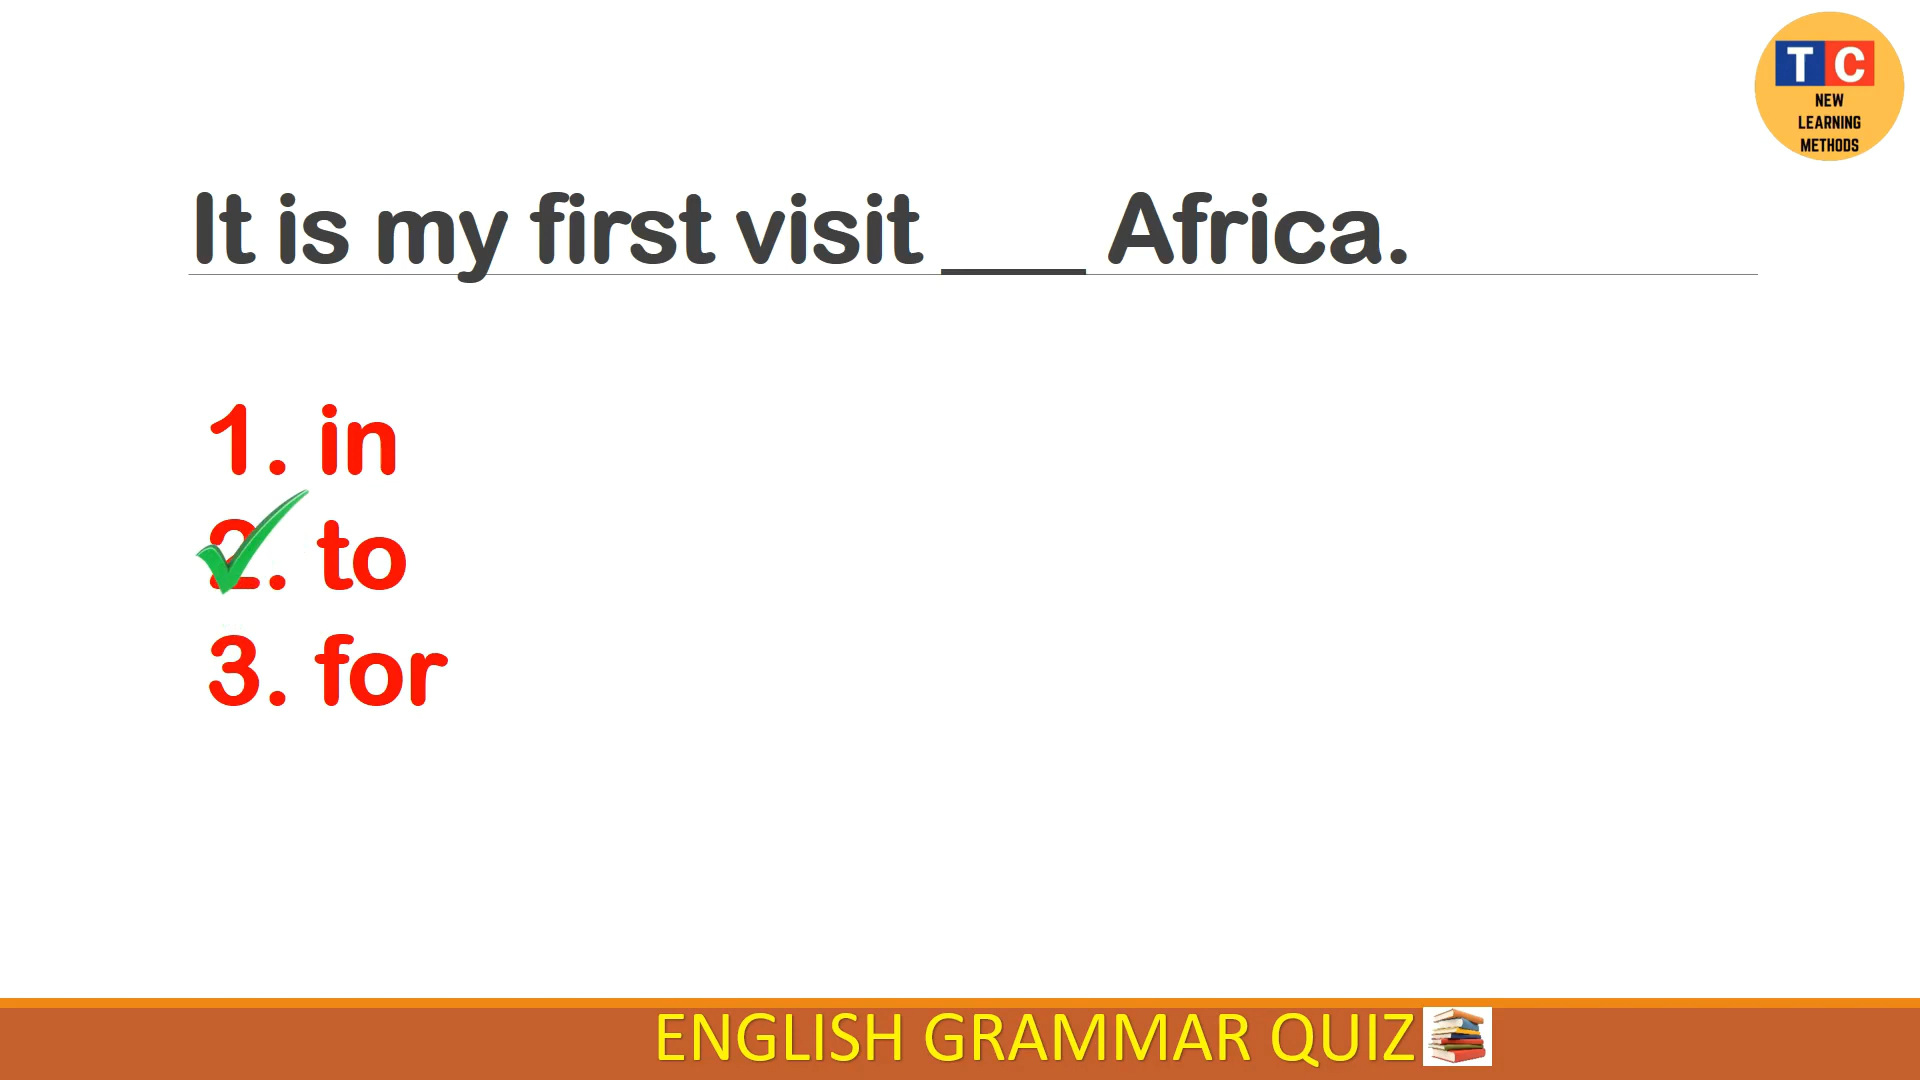 T C
NEW
LEARNING
METHODS
It is my first visit ___ Africa.
1. in
2. to
3. for
ENGLISH GRAMMAR QUIZ